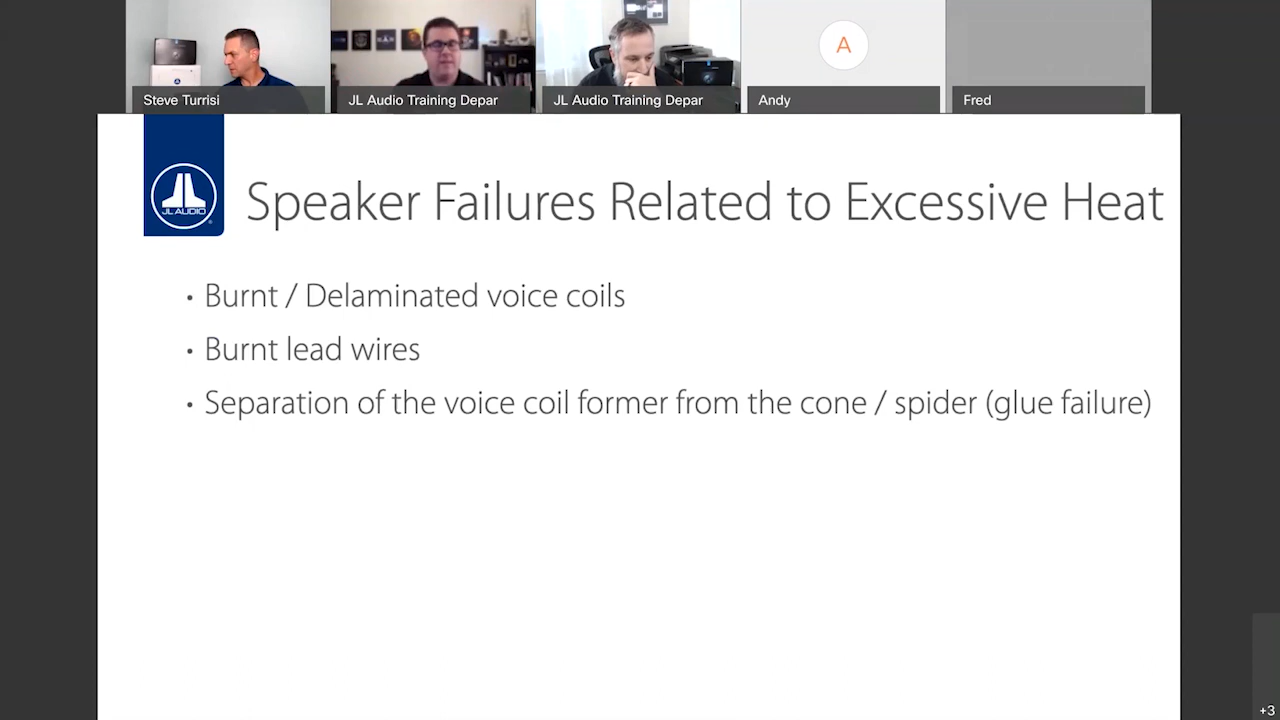 Steve Turrisi
JL Audio Training Depar
JL Audio Training Depar
A
Andy
Fred
JL AUDIO
®
Speaker Failures Related to Excessive Heat
• Burnt / Delaminated voice coils
• Burnt lead wires
• Separation of the voice coil former from the cone / spider (glue failure)
+3